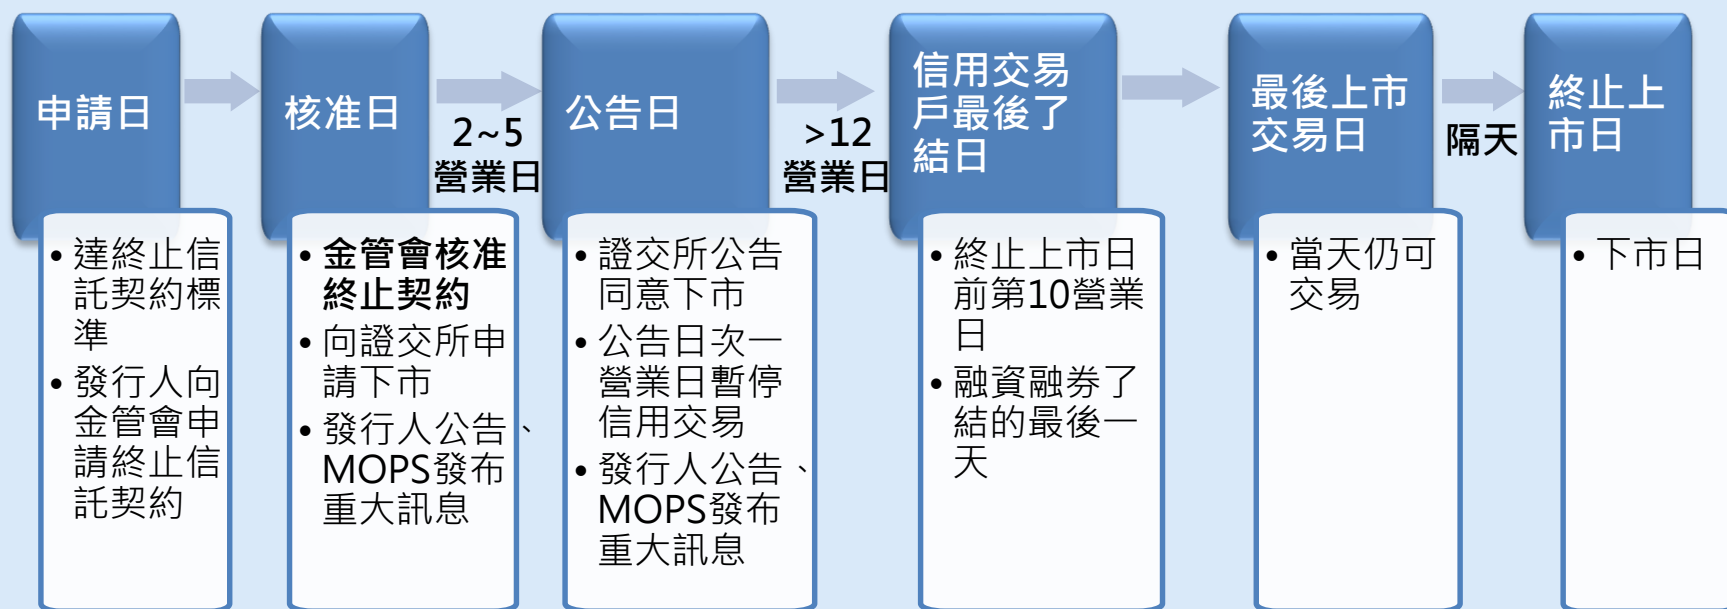 申請日
• 達終止信
託契約標
準
• 發行人向
金管會申
請終止信
託契約
核准日
• 金管會核准
終止契約
• 向證交所申
請下市
• 發行人公告、
MOPS發布
重大訊息
2~5
營業日
公告日
• 證交所公告
同意下市
• 公告日次一
營業日暫停
信用交易
• 發行人公告、
MOPS發布
重大訊息
>12
營業日
信用交易
戶最後了
結日
• 終止上市日
前第10營業
日
• 融資融券了
結的最後一
天
最後上市
交易日
• 當天仍可
交易
隔天
終止上
市日
• 下市日